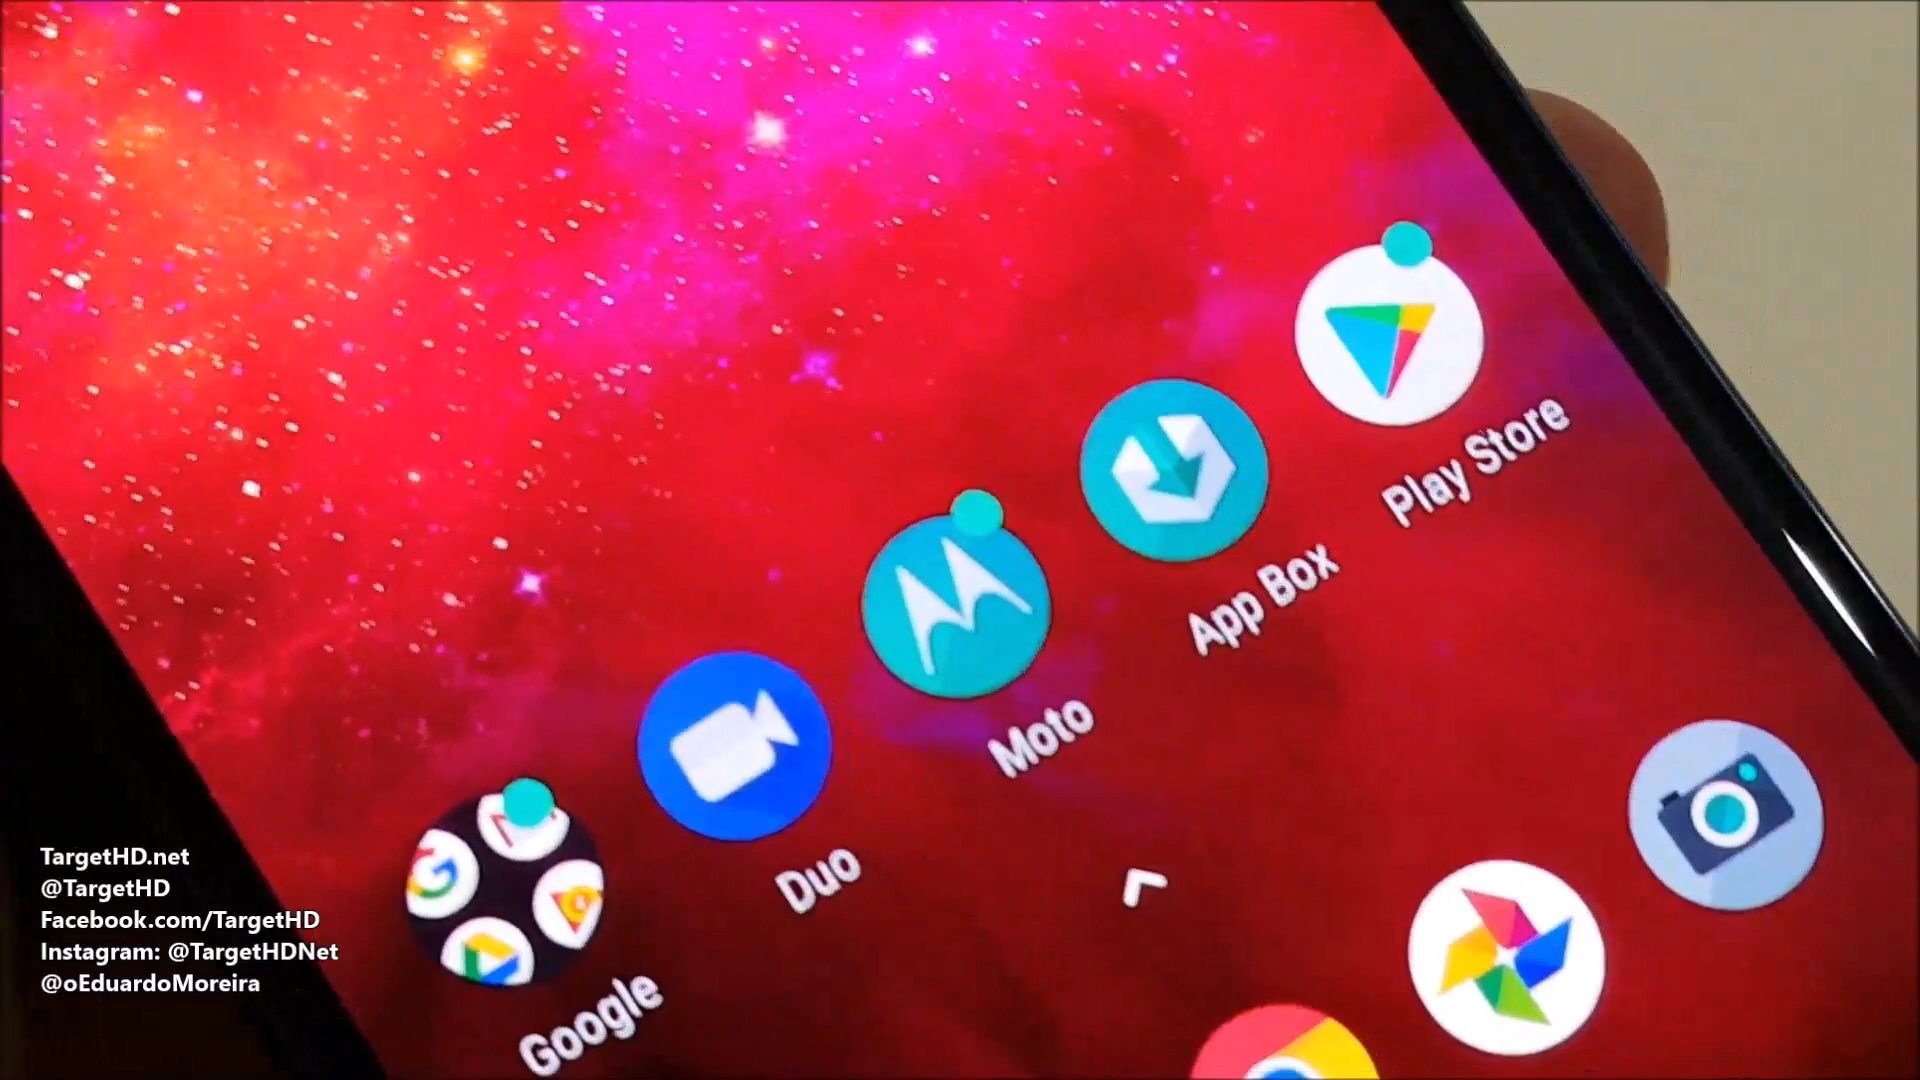 Play Store
App Box
Moto
Duo
Google
TargetHD.net
@TargetHD
Facebook.com/TargetHD
Instagram: @TargetHDNet
@oEduardoMoreira